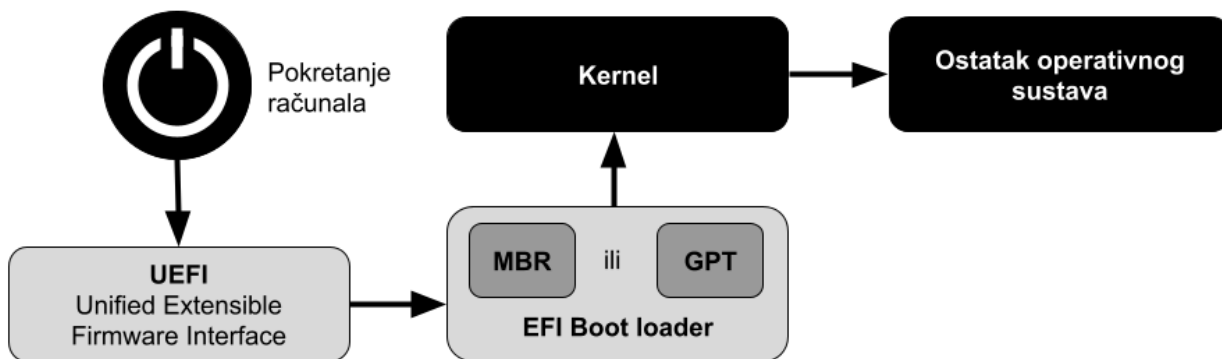 Pokretanje
računala
UEFI
Unified Extensible
Firmware Interface
MBR
ili
GPT
EFI Boot loader
Kernel
Ostatak operativnog
sustava